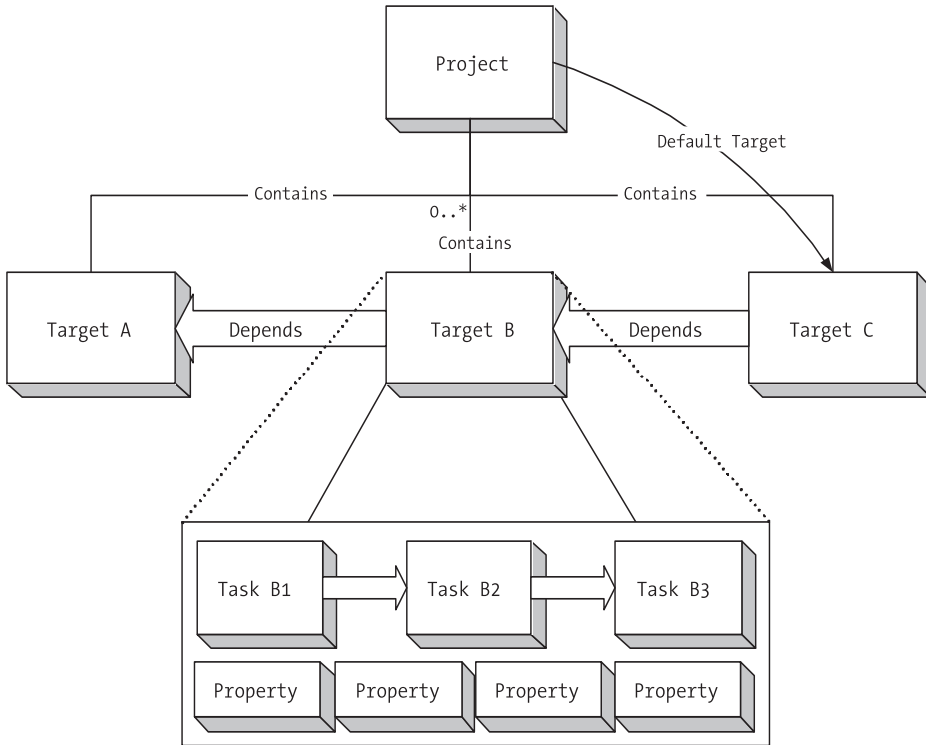 Project
Default Target
Contains
Contains
0..*
Contains
Target A
Depends
Target B
Depends
Target C
Task B1
Task B2
Task B3
Property
Property
Property
Property